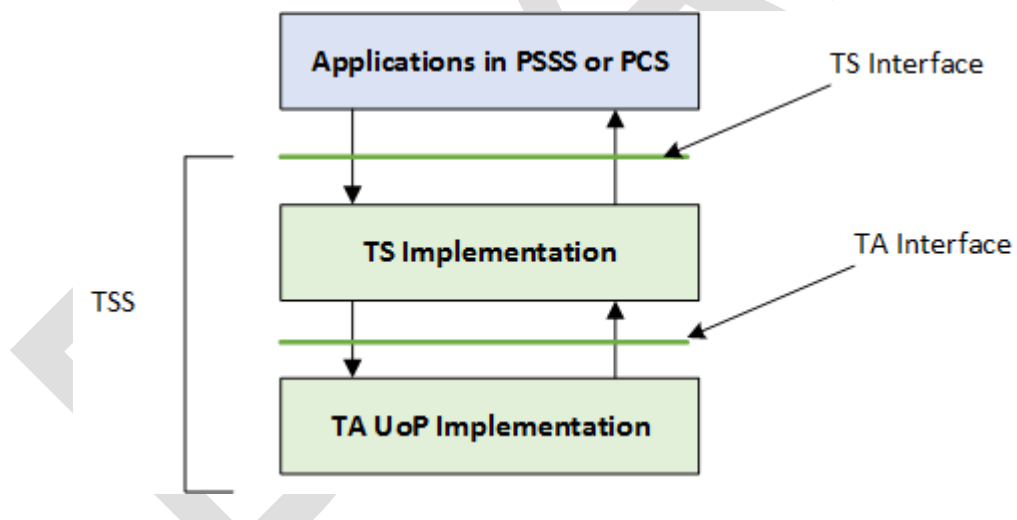 Applications in PSSS or PCS
TS Interface
TS Implementation
TA Interface
TSS
TA UoP Implementation